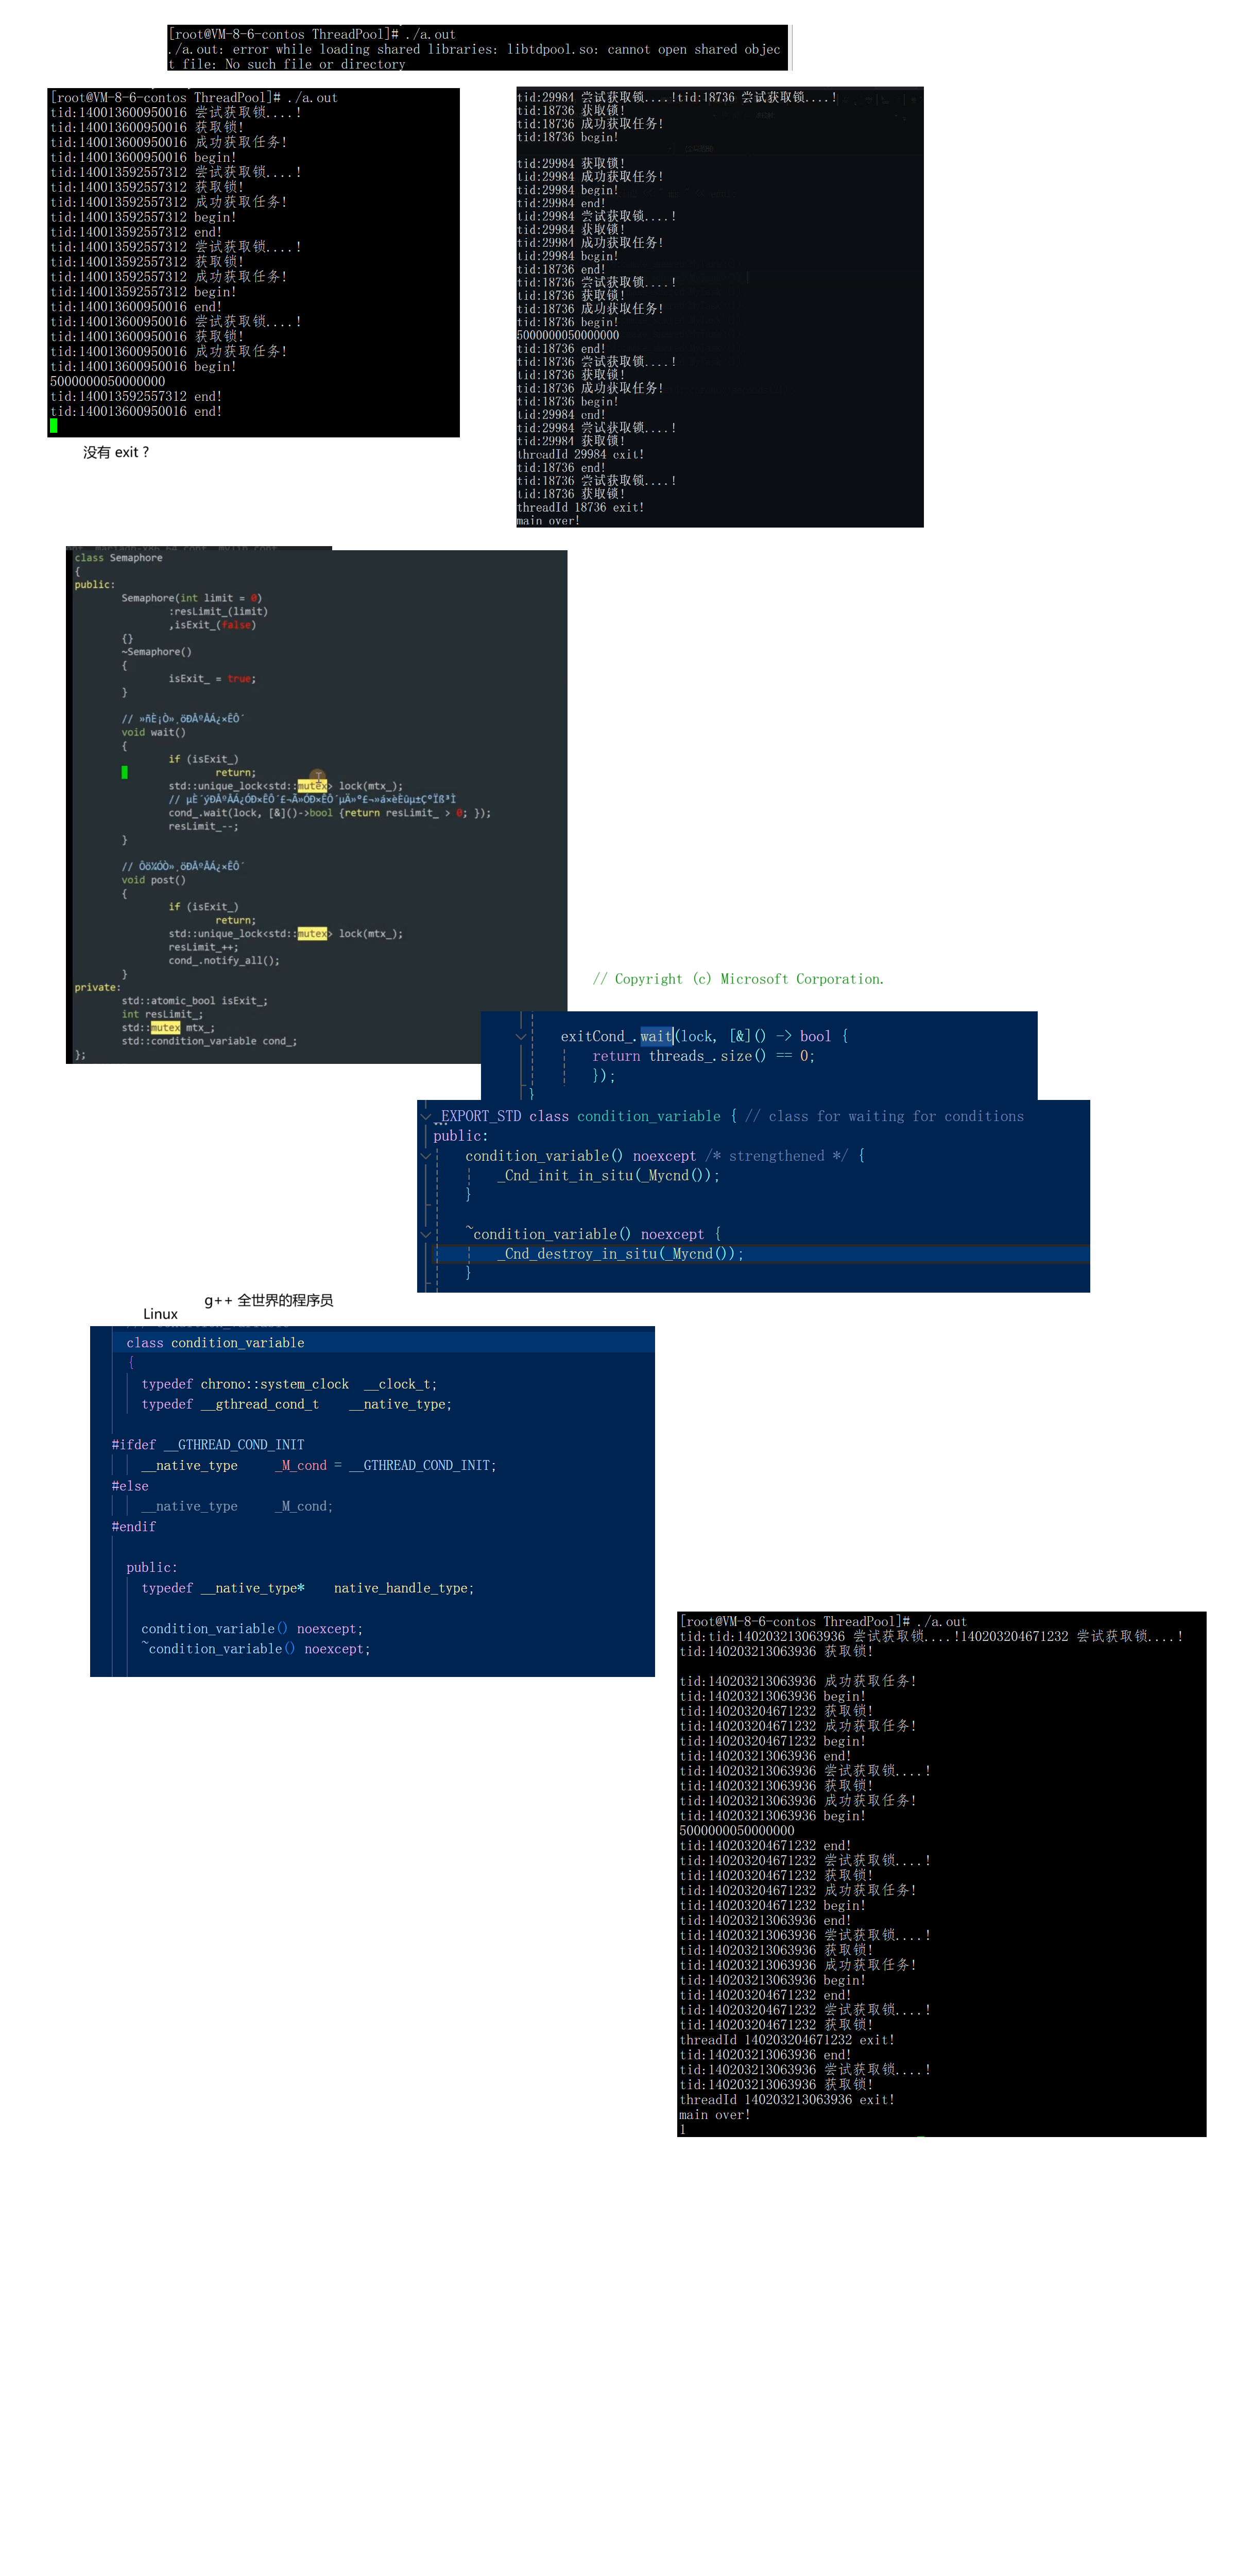 [root@VM-8-6-contos ThreadPool]# ./a.out
./a.out: error while loading shared libraries: libtdpool.so: cannot open shared objec
t file: No such file or directory
[root@VM-8-6-contos ThreadPool]# ./a.out
tid:140013600950016 尝试获取锁....!
tid:140013600950016 获取锁!
tid:140013600950016 成功获取任务!
tid:140013600950016 begin!
tid:140013592557312 尝试获取锁....!
tid:140013592557312 获取锁!
tid:140013592557312 成功获取任务!
tid:140013592557312 begin!
tid:140013592557312 end!
tid:140013592557312 尝试获取锁....!
tid:140013592557312 获取锁!
tid:140013592557312 成功获取任务!
tid:140013592557312 begin!
tid:140013600950016 end!
tid:140013600950016 尝试获取锁....!
tid:140013600950016 获取锁!
tid:140013600950016 成功获取任务!
tid:140013600950016 begin!
5000000050000000
tid:140013592557312 end!
tid:140013600950016 end!
没有 exit ?
tid:29984 尝试获取锁....!tid:18736 尝试获取锁....!
tid:18736 获取锁!
tid:18736 成功获取任务!
tid:18736 begin!
tid:29984 获取锁!
tid:29984 成功获取任务!
tid:29984 begin!
tid:29984 end!
tid:29984 尝试获取锁....!
tid:29984 获取锁!
tid:29984 成功获取任务!
tid:29984 begin!
tid:18736 end!
tid:18736 尝试获取锁....!
tid:18736 获取锁!
tid:18736 成功获取任务!
tid:18736 begin!
5000000050000000
tid:18736 end!
tid:18736 尝试获取锁....!
tid:18736 获取锁!
tid:18736 成功获取任务!
tid:18736 begin!
tid:29984 end!
tid:29984 尝试获取锁....!
tid:29984 获取锁!
threadId 29984 exit!
tid:18736 end!
tid:18736 尝试获取锁....!
tid:18736 获取锁!
threadId 18736 exit!
main over!
class Semaphore
{
public:
Semaphore(int limit = 0)
:resLimit_(limit)
,isExit_(false)
{}
~Semaphore()
{
isExit_ = true;
}
// »ñÈ¡Ò»¸öÐÅºÅÁ¿×ÊÔ´
void wait()
{
if (isExit_)
return;
std::unique_lock<std::mutex> lock(mtx_);
cond_.wait(lock, [&]()->bool {return resLimit_ > 0; });
resLimit_--;
}
// Ôö¼ÓÒ»¸öÐÅºÅÁ¿×ÊÔ´
void post()
{
if (isExit_)
return;
std::unique_lock<std::mutex> lock(mtx_);
resLimit_++;
cond_.notify_all();
}
private:
std::atomic_bool isExit_;
int resLimit_;
std::mutex mtx_;
std::condition_variable cond_;
};
// Copyright (c) Microsoft Corporation.
exitCond_.wait(lock, [&]() -> bool {
return threads_.size() == 0;
});
}
_EXPORT_STD class condition_variable { // class for waiting for conditions
public:
condition_variable() noexcept /* strengthened */ {
_Cnd_init_in_situ(_Mycnd());
}
~condition_variable() noexcept {
_Cnd_destroy_in_situ(_Mycnd());
}
g++ 全世界的程序员
Linux
class condition_variable
{
typedef chrono::system_clock __clock_t;
typedef __gthread_cond_t __native_type;
#ifdef __GTHREAD_COND_INIT
__native_type _M_cond = __GTHREAD_COND_INIT;
#else
__native_type _M_cond;
#endif
public:
typedef __native_type* native_handle_type;
condition_variable() noexcept;
~condition_variable() noexcept;
[root@VM-8-6-contos ThreadPool]# ./a.out
tid:tid:140203213063936 尝试获取锁....!140203204671232 尝试获取锁....!
tid:140203213063936 获取锁!
tid:140203213063936 成功获取任务!
tid:140203213063936 begin!
tid:140203204671232 获取锁!
tid:140203204671232 成功获取任务!
tid:140203204671232 begin!
tid:140203213063936 end!
tid:140203213063936 尝试获取锁....!
tid:140203213063936 获取锁!
tid:140203213063936 成功获取任务!
tid:140203213063936 begin!
5000000050000000
tid:140203204671232 end!
tid:140203204671232 尝试获取锁....!
tid:140203204671232 获取锁!
tid:140203204671232 成功获取任务!
tid:140203204671232 begin!
tid:140203213063936 end!
tid:140203213063936 尝试获取锁....!
tid:140203213063936 获取锁!
tid:140203213063936 成功获取任务!
tid:140203213063936 begin!
tid:140203204671232 end!
tid:140203204671232 尝试获取锁....!
tid:140203204671232 获取锁!
threadId 140203204671232 exit!
tid:140203213063936 end!
tid:140203213063936 尝试获取锁....!
tid:140203213063936 获取锁!
threadId 140203213063936 exit!
main over!
1